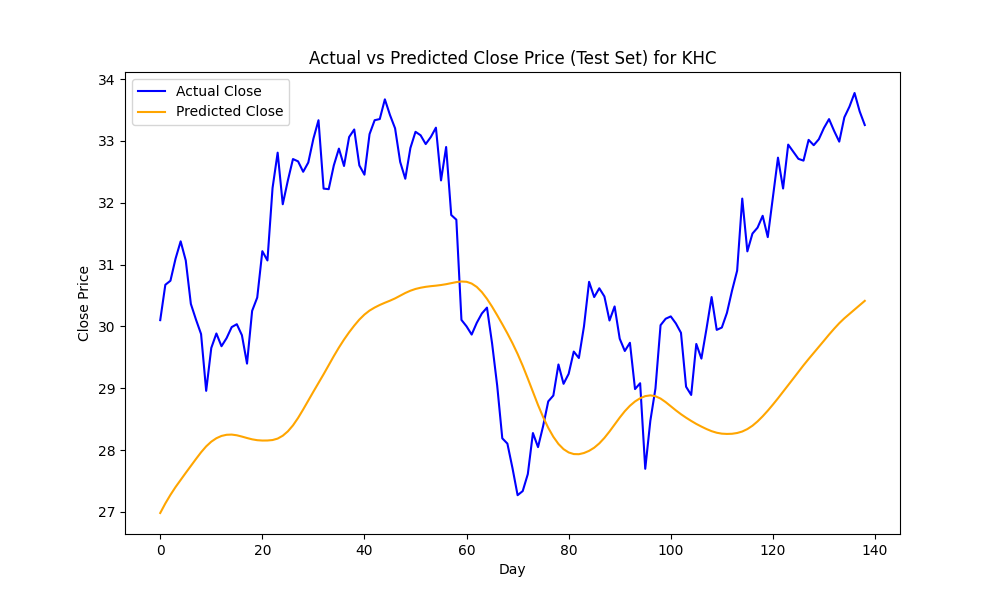 Actual vs Predicted Close Price (Test Set) for KHC
Actual Close
Predicted Close
34
33
32
31
30
29
28
27
Close Price
0 20 40 60 80 100 120 140
Day